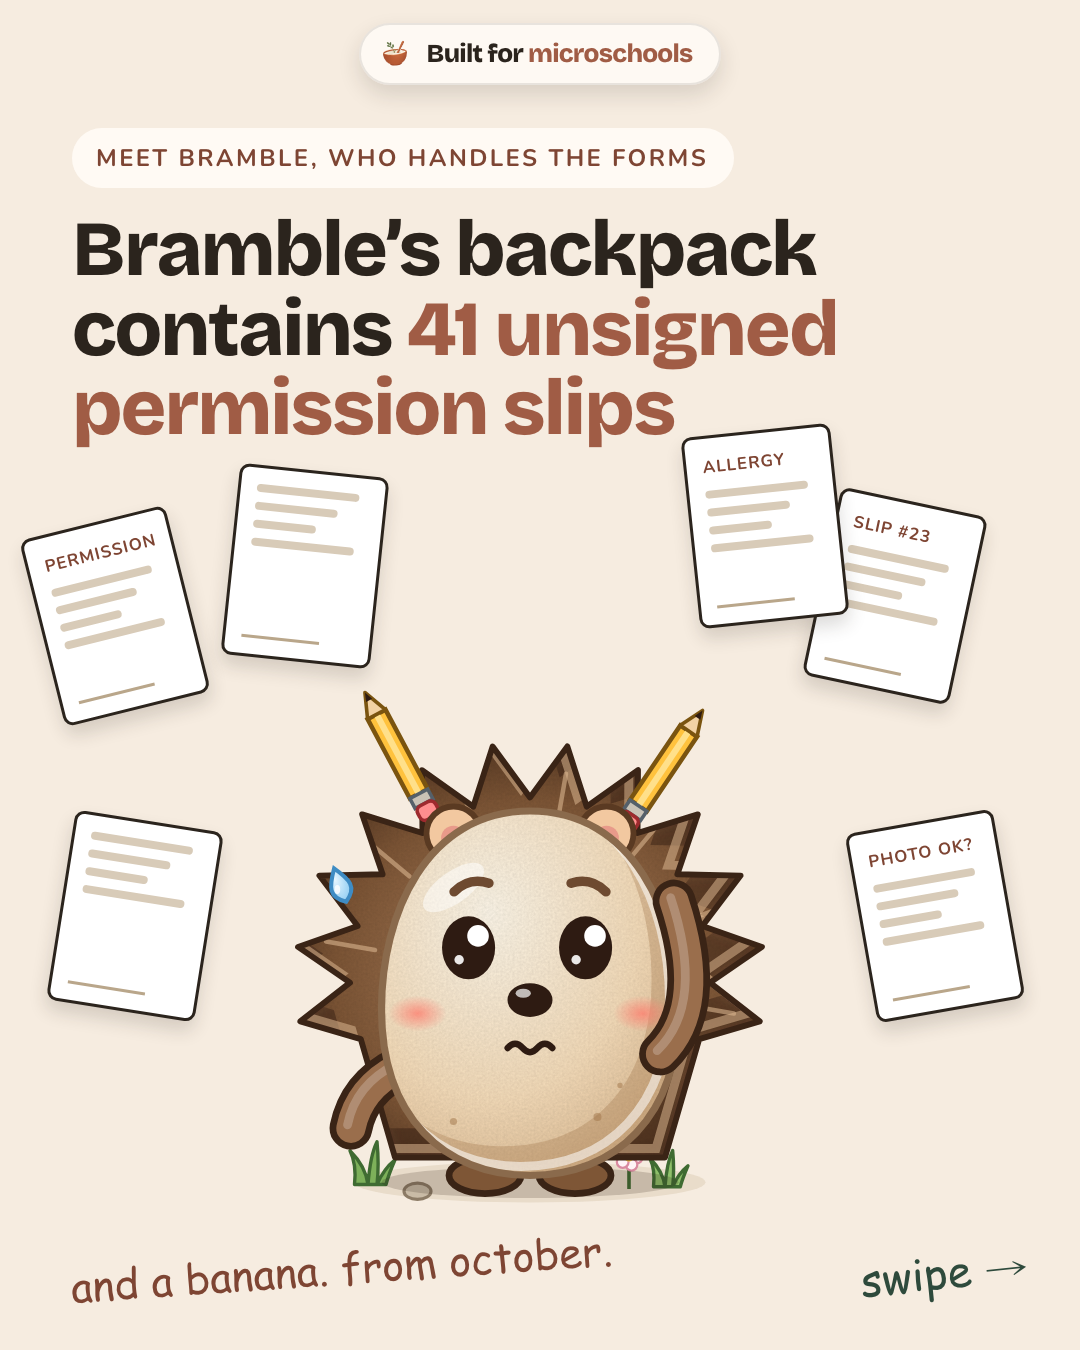 Built for microschools
MEET BRAMBLE, WHO HANDLES THE FORMS
Bramble’s backpack
contains 41 unsigned
permission slips
ALLERGY
SLIP #23
PERMISSION
PHOTO OK?
and a banana. from october.
swipe →